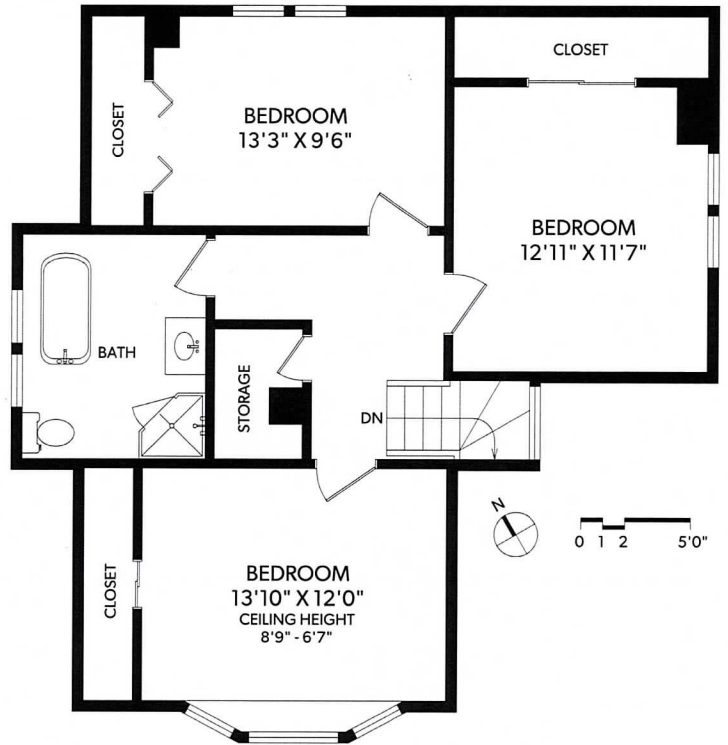 CLOSET
CLOSET
BEDROOM
13'3" X 9'6"
BEDROOM
12'11" X 11'7"
BATH
STORAGE
DN
N
0 1 2 5'0"
CLOSET
BEDROOM
13'10" X 12'0"
CEILING HEIGHT
8'9" - 6'7"